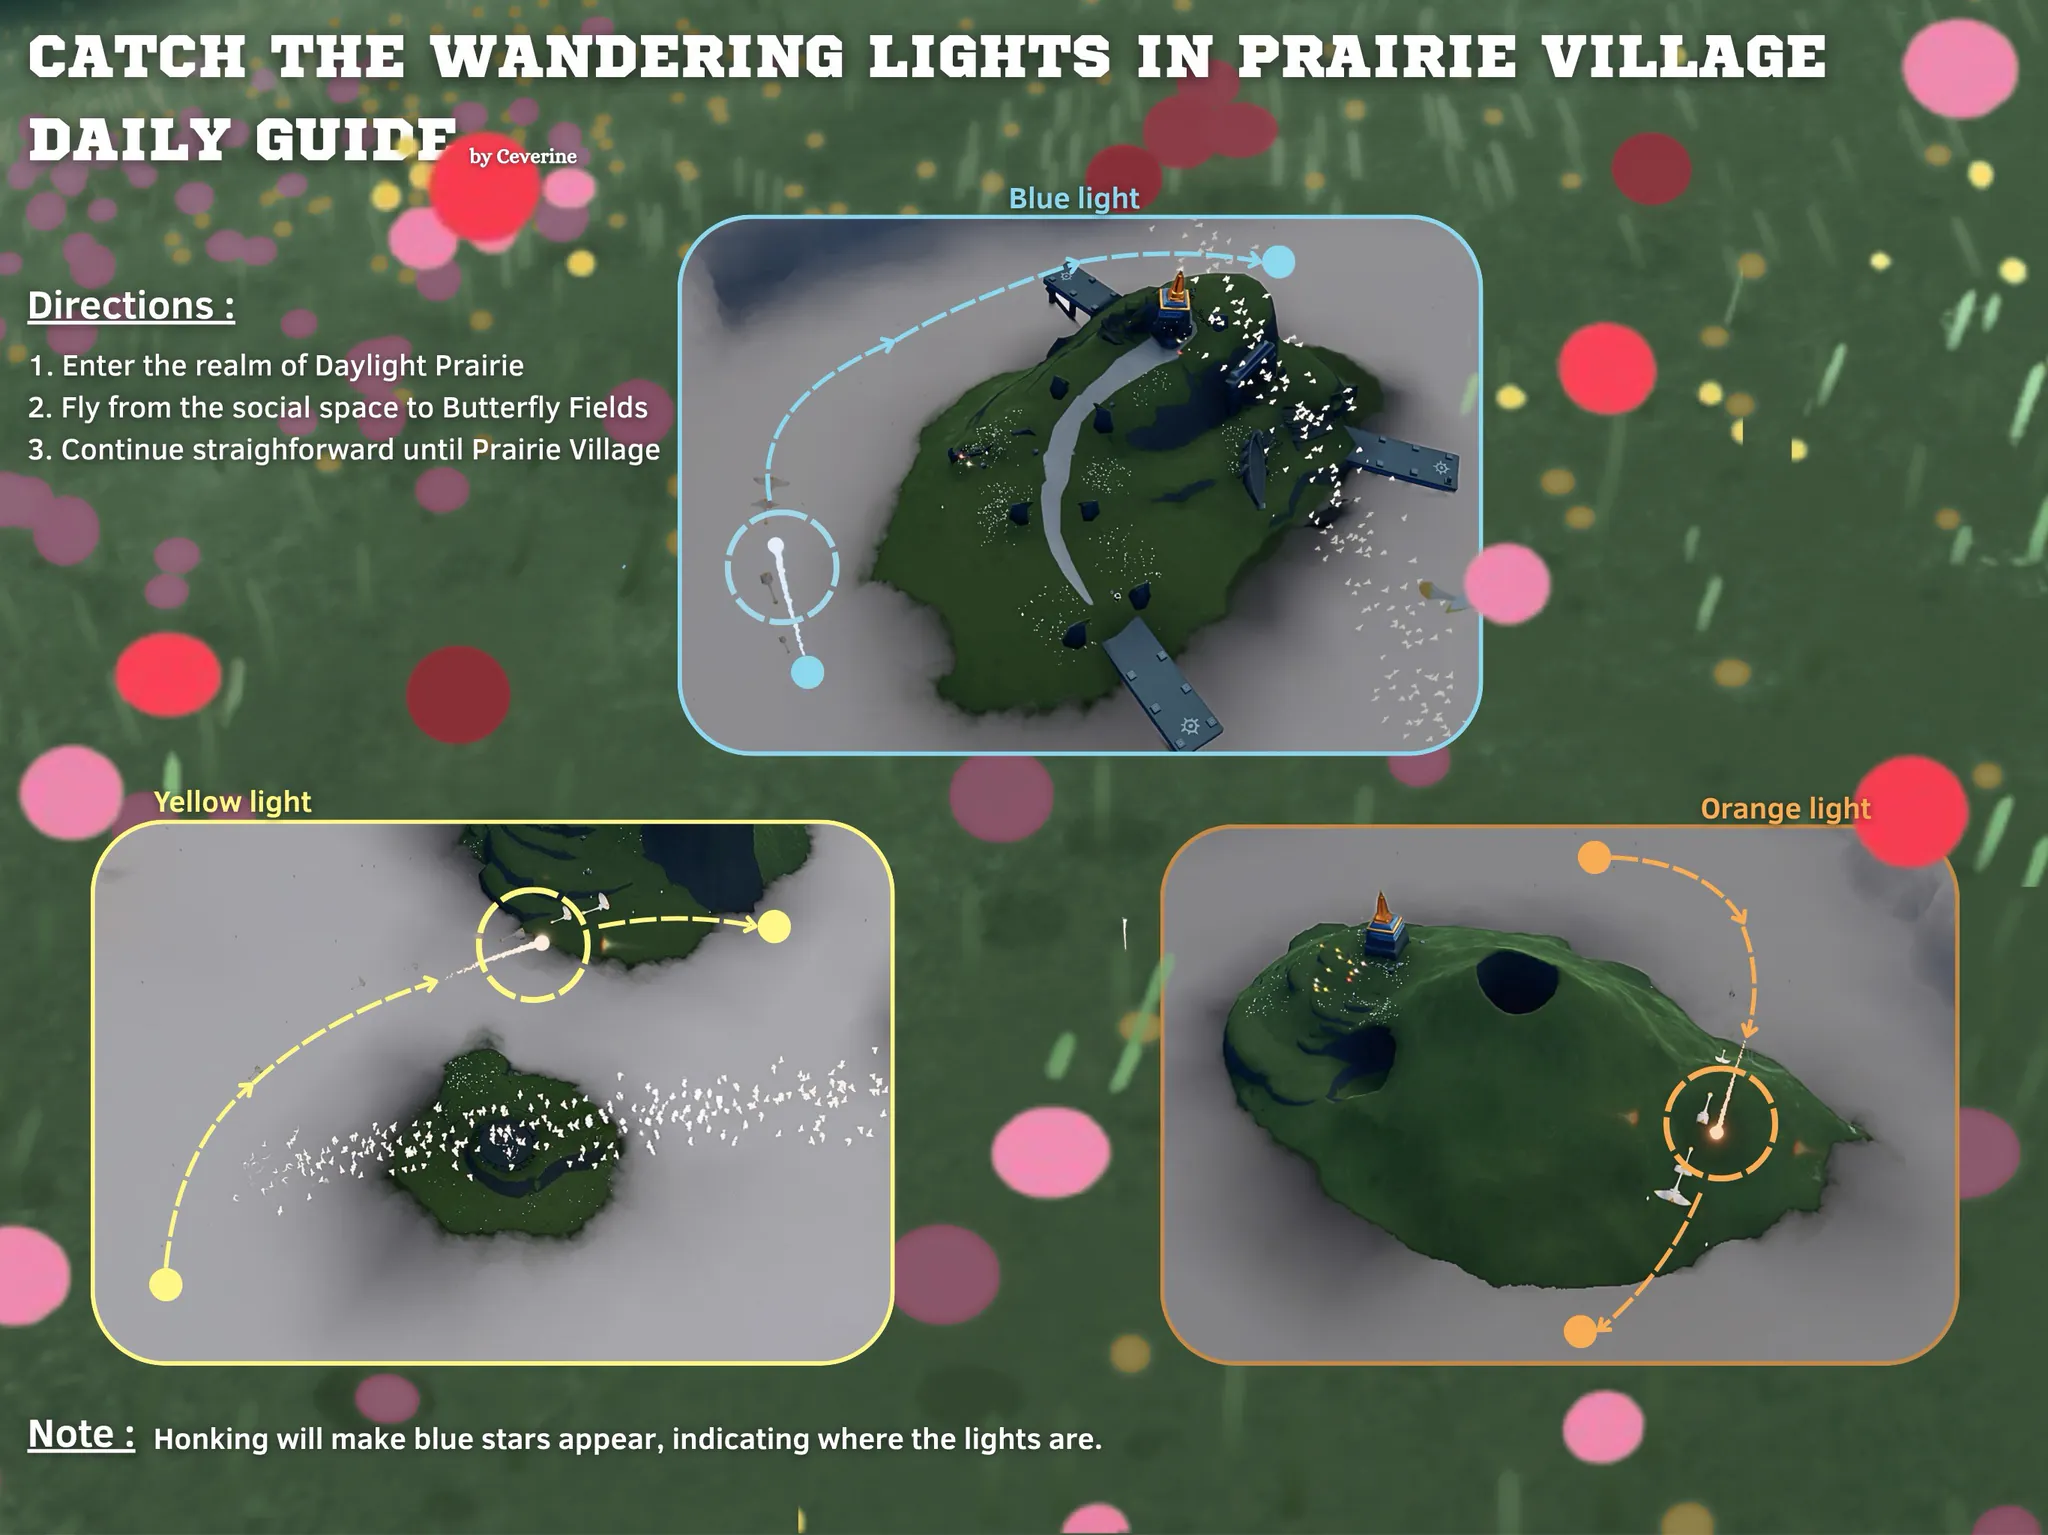 CATCH THE WANDERING LIGHTS IN PRAIRIE VILLAGE
DAILY GUIDE by Ceverine
Directions :
1. Enter the realm of Daylight Prairie
2. Fly from the social space to Butterfly Fields
3. Continue straighforward until Prairie Village
Blue light
Yellow light
Orange light
Note : Honking will make blue stars appear, indicating where the lights are.